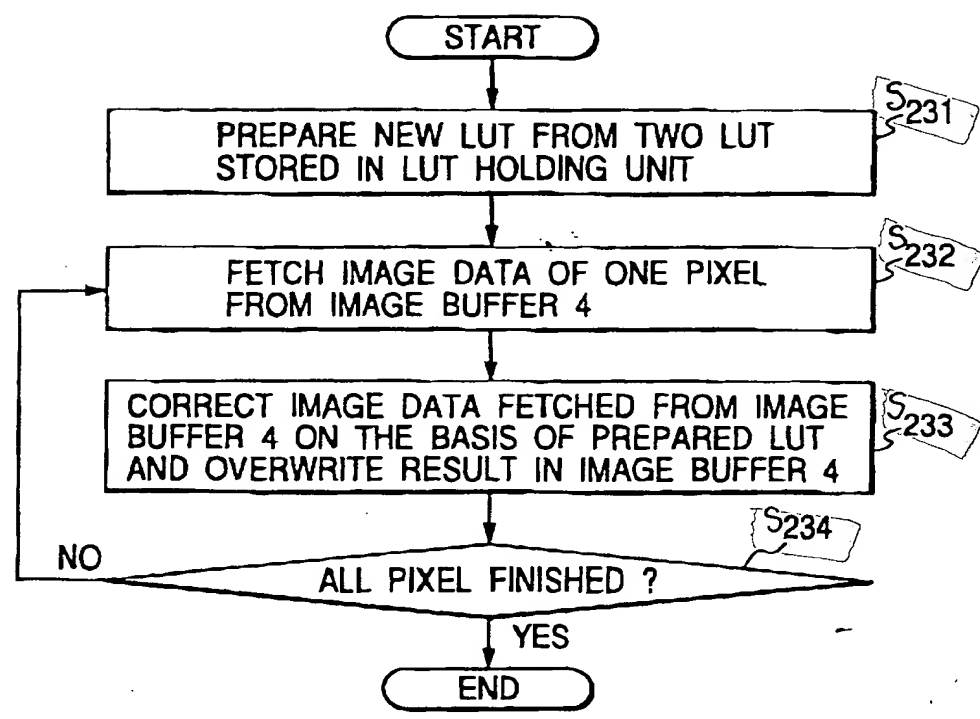 START
S231
PREPARE NEW LUT FROM TWO LUT
STORED IN LUT HOLDING UNIT
S232
FETCH IMAGE DATA OF ONE PIXEL
FROM IMAGE BUFFER 4
S233
CORRECT IMAGE DATA FETCHED FROM IMAGE
BUFFER 4 ON THE BASIS OF PREPARED LUT
AND OVERWRITE RESULT IN IMAGE BUFFER 4
S234
NO
ALL PIXEL FINISHED ?
YES
END